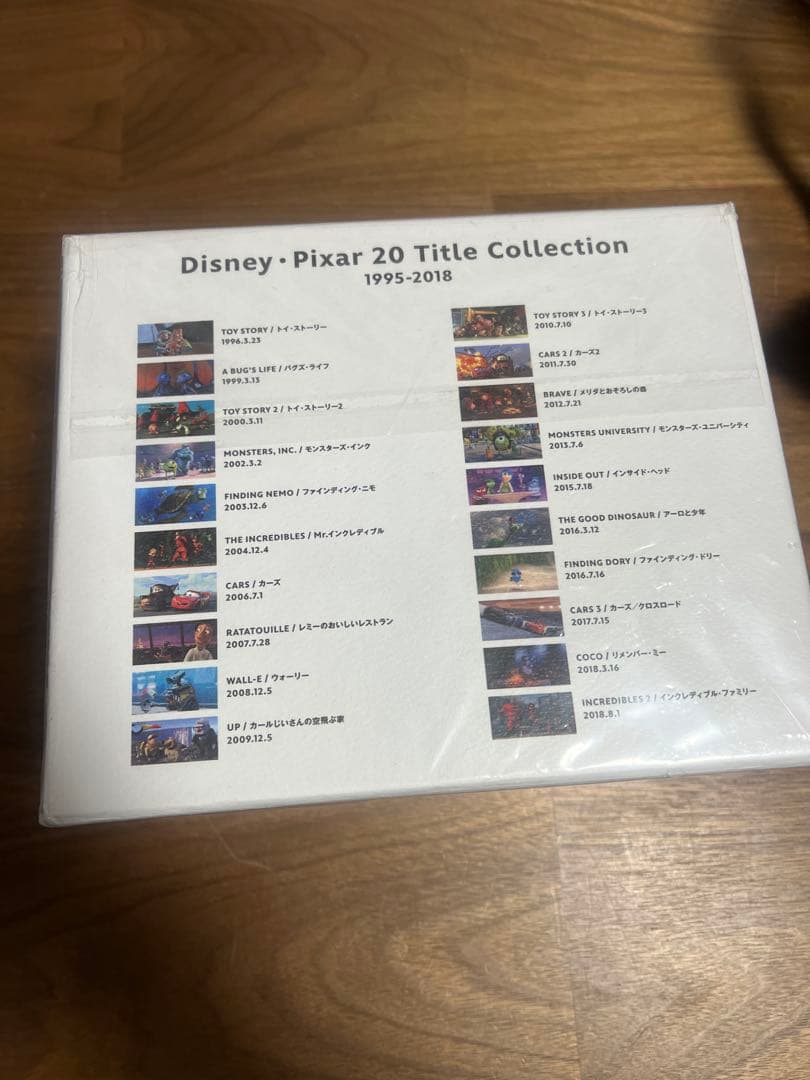 Disney・Pixar 20 Title Collection
1995-2018
TOY STORY / トイ・ストーリー
1996.3.23
A BUG'S LIFE / バグズ・ライフ
1999.3.13
TOY STORY 2 / トイ・ストーリー2
2000.3.11
MONSTERS, INC. / モンスターズ・インク
2002.3.2
FINDING NEMO / ファインディング・ニモ
2003.12.6
THE INCREDIBLES / Mr.インクレディブル
2004.12.4
CARS / カーズ
2006.7.1
RATATOUILLE / レミーのおいしいレストラン
2007.7.28
WALL-E / ウォーリー
2008.12.5
UP / カールじいさんの空飛ぶ家
2009.12.5
TOY STORY 3 / トイ・ストーリー3
2010.7.10
CARS 2 / カーズ2
2011.7.30
BRAVE / メリダとおそろしの森
2012.7.21
MONSTERS UNIVERSITY / モンスターズ・ユニバーシティ
2013.7.6
INSIDE OUT / インサイド・ヘッド
2015.7.18
THE GOOD DINOSAUR / アーロと少年
2016.3.12
FINDING DORY / ファインディング・ドリー
2016.7.16
CARS 3 / カーズ／クロスロード
2017.7.15
COCO / リメンバー・ミー
2018.3.16
INCREDIBLES 2 / インクレディブル・ファミリー
2018.8.1